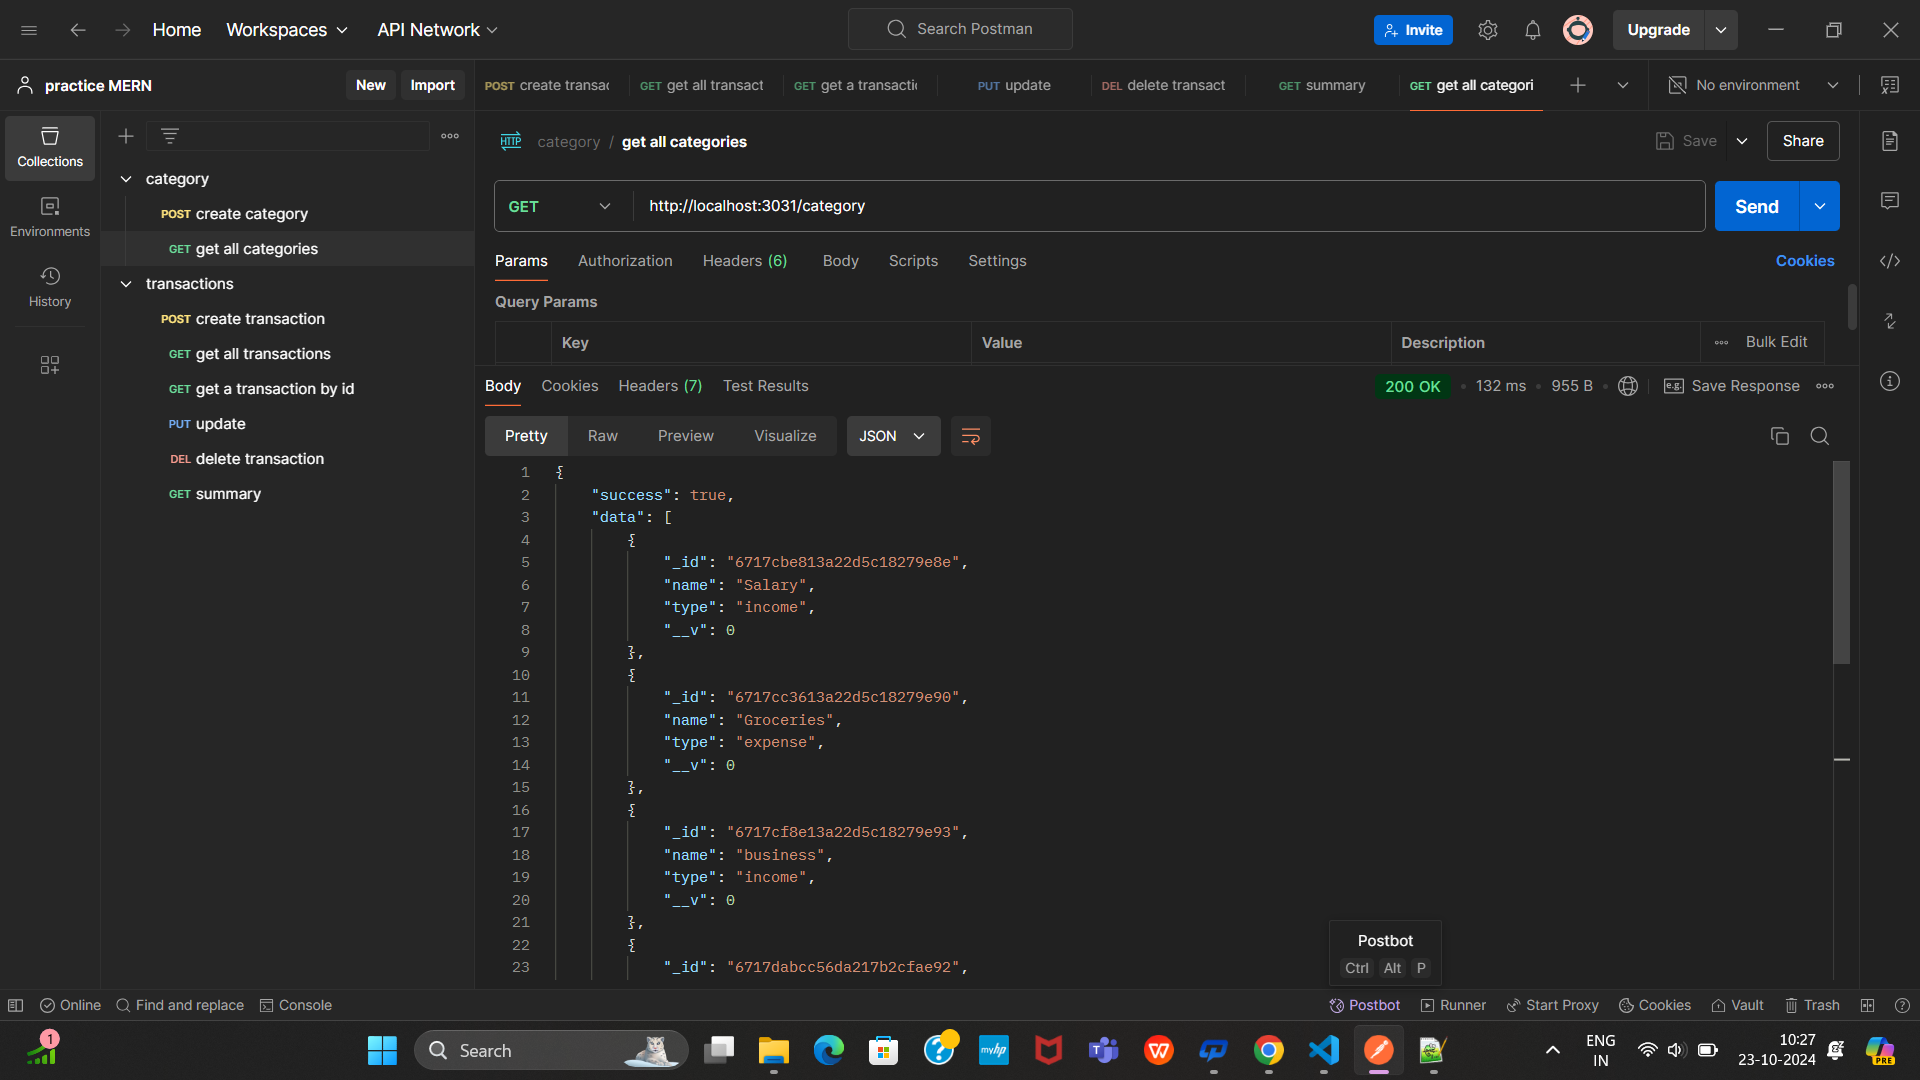 Home Workspaces API Network Search Postman Invite Upgrade
practice MERN New Import
POST create transac GET get all transact GET get a transactic PUT update DEL delete transact GET summary GET get all categori No environment
Collections
Environments
History
category
POST create category
GET get all categories
transactions
POST create transaction
GET get all transactions
GET get a transaction by id
PUT update
DEL delete transaction
GET summary
HTTP category / get all categories Save Share
GET http://localhost:3031/category Send
Params Authorization Headers (6) Body Scripts Settings Cookies
Query Params
Key Value Description Bulk Edit
Body Cookies Headers (7) Test Results 200 OK 132 ms 955 B e.g. Save Response
Pretty Raw Preview Visualize JSON
1 {
2 "success": true,
3 "data": [
4 {
5 "_id": "6717cbe813a22d5c18279e8e",
6 "name": "Salary",
7 "type": "income",
8 "__v": 0
9 },
10 {
11 "_id": "6717cc3613a22d5c18279e90",
12 "name": "Groceries",
13 "type": "expense",
14 "__v": 0
15 },
16 {
17 "_id": "6717cf8e13a22d5c18279e93",
18 "name": "business",
19 "type": "income",
20 "__v": 0
21 },
22 {
23 "_id": "6717dabcc56da217b2cfae92",
Postbot
Ctrl Alt P
Online Find and replace Console Postbot Runner Start Proxy Cookies Vault Trash
1 Search myhp ENG 10:27
IN 23-10-2024 PRE